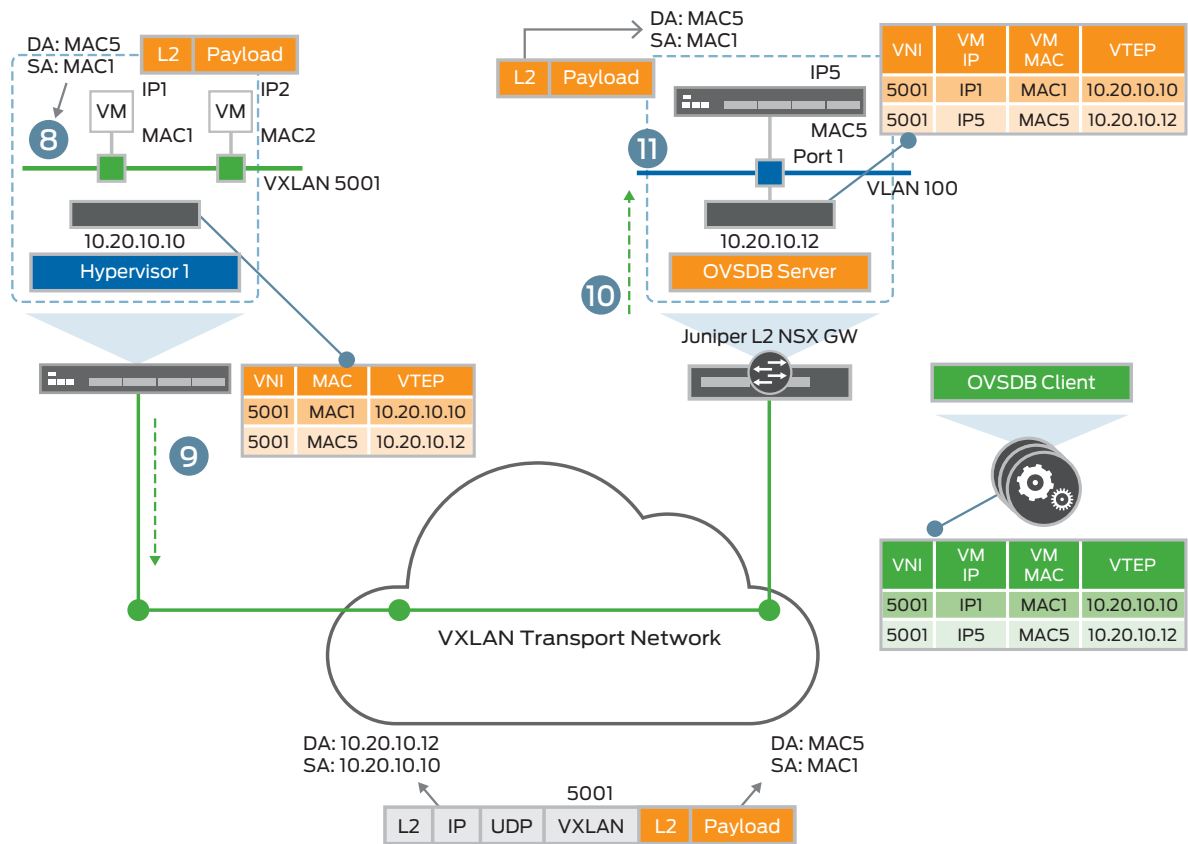 DA: MAC5
SA: MAC1
L2 Payload
IP1
IP2
VM
VM
8
MAC1
MAC2
VXLAN 5001
10.20.10.10
Hypervisor 1
VNI MAC VTEP
5001 MAC1 10.20.10.10
5001 MAC5 10.20.10.12
9
DA: MAC5
SA: MAC1
L2 Payload
IP5
MAC5
11
Port 1
VLAN 100
10.20.10.12
OVSDB Server
10
Juniper L2 NSX GW
VNI VM IP VM MAC VTEP
5001 IP1 MAC1 10.20.10.10
5001 IP5 MAC5 10.20.10.12
OVSDB Client
VNI VM IP VM MAC VTEP
5001 IP1 MAC1 10.20.10.10
5001 IP5 MAC5 10.20.10.12
VXLAN Transport Network
DA: 10.20.10.12
SA: 10.20.10.10
DA: MAC5
SA: MAC1
5001
L2 IP UDP VXLAN L2 Payload